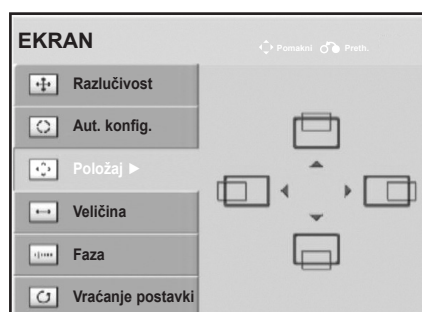 EKRAN
Pomakni Preth.
Razlučivost
Aut. konfig.
Položaj ►
Veličina
Faza
Vraćanje postavki